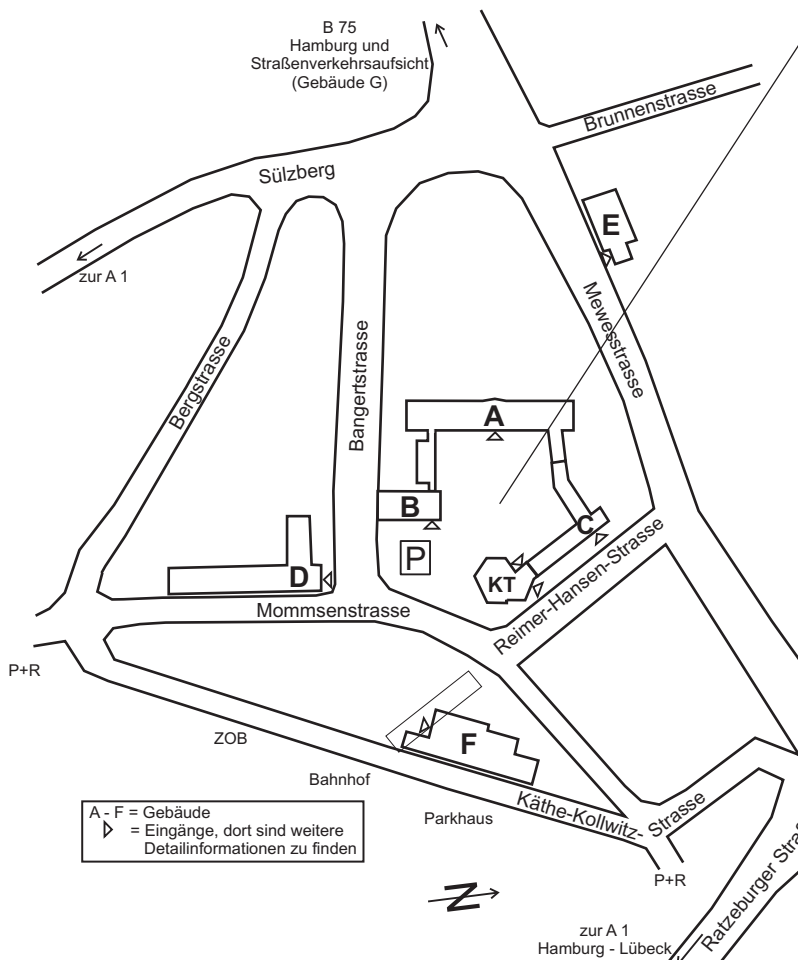 B 75
Hamburg und
Straßenverkehrsaufsicht
(Gebäude G)
Brunnenstrasse
Sülzberg
E
zur A 1
Mewesstrasse
Bergstrasse
Bangertstrasse
A
B
C
P
D
KT
Mommsenstrasse
Reimer-Hansen-Strasse
P+R
ZOB
F
Bahnhof
Käthe-Kollwitz- Strasse
Parkhaus
A - F = Gebäude
= Eingänge, dort sind weitere
Detailinformationen zu finden
P+R
N
zur A 1
Hamburg - Lübeck
Ratzeburger Straß